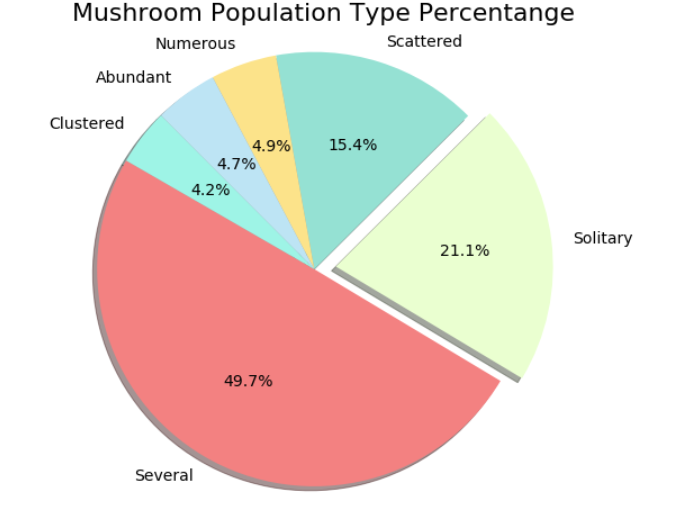 Mushroom Population Type Percentange
Scattered
Numerous
Abundant
Clustered
4.9%
15.4%
4.7%
4.2%
Solitary
21.1%
49.7%
Several